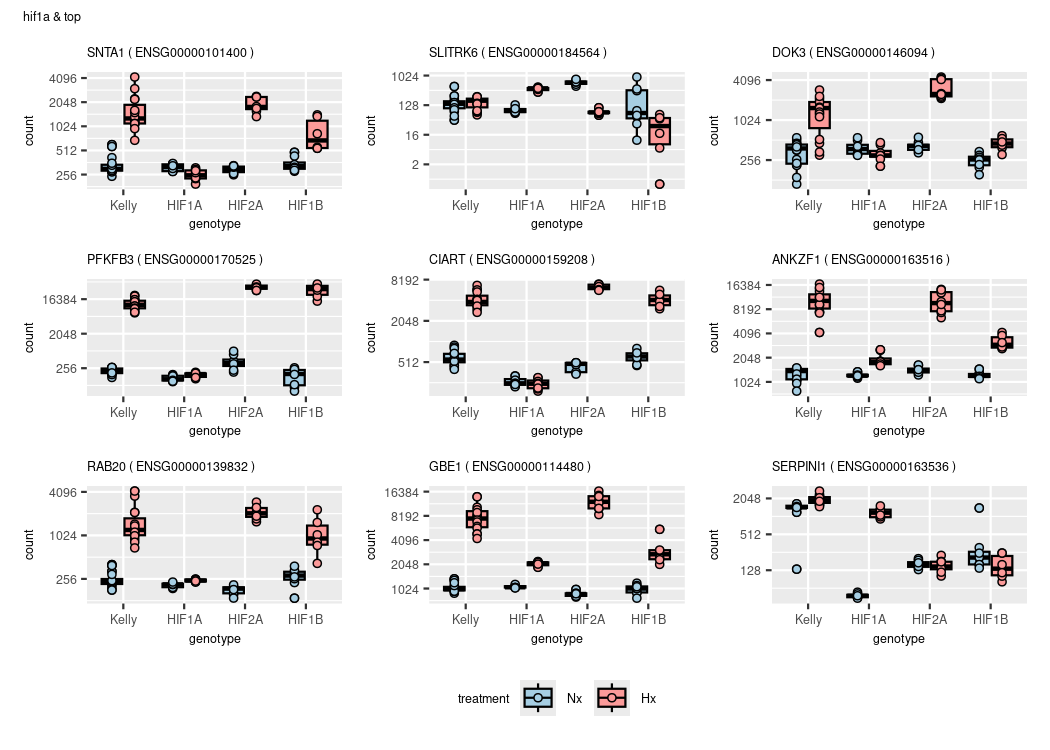 hif1a & top
SNTA1 ( ENSG00000101400 )
SLITRK6 ( ENSG00000184564 )
DOK3 ( ENSG00000146094 )
count
4096
2048
1024
512
256
Kelly HIF1A HIF2A HIF1B
genotype
count
1024
128
16
2
Kelly HIF1A HIF2A HIF1B
genotype
count
4096
1024
256
Kelly HIF1A HIF2A HIF1B
genotype
PFKFB3 ( ENSG00000170525 )
CIART ( ENSG00000159208 )
ANKZF1 ( ENSG00000163516 )
count
16384
2048
256
Kelly HIF1A HIF2A HIF1B
genotype
count
8192
2048
512
Kelly HIF1A HIF2A HIF1B
genotype
count
16384
8192
4096
2048
1024
Kelly HIF1A HIF2A HIF1B
genotype
RAB20 ( ENSG00000139832 )
GBE1 ( ENSG00000114480 )
SERPINI1 ( ENSG00000163536 )
count
4096
1024
256
Kelly HIF1A HIF2A HIF1B
genotype
count
16384
8192
4096
2048
1024
Kelly HIF1A HIF2A HIF1B
genotype
count
2048
512
128
Kelly HIF1A HIF2A HIF1B
genotype
treatment Nx Hx